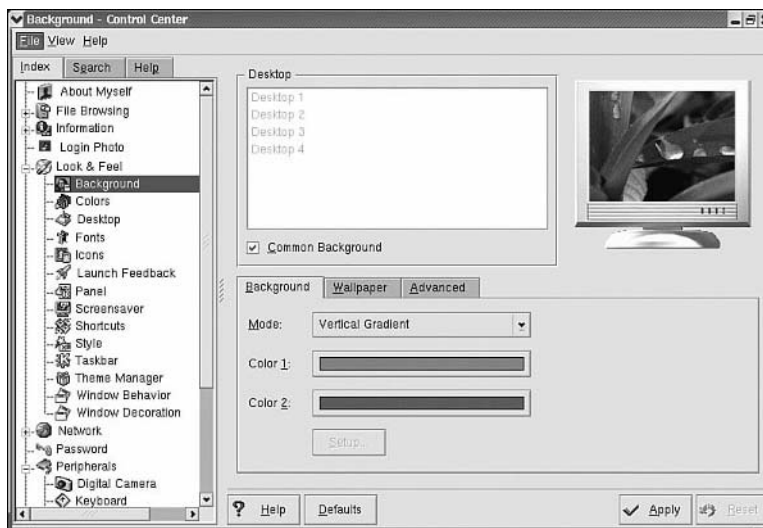 Background - Control Center
File View Help
Index Search Help
About Myself
File Browsing
Information
Login Photo
Look & Feel
Background
Colors
Desktop
Fonts
Icons
Launch Feedback
Panel
Screensaver
Shortcuts
Style
Taskbar
Theme Manager
Window Behavior
Window Decoration
Network
Password
Peripherals
Digital Camera
Keyboard
Desktop
Desktop 1
Desktop 2
Desktop 3
Desktop 4
Common Background
Background Wallpaper Advanced
Mode: Vertical Gradient
Color 1:
Color 2:
Setup...
? Help Defaults Apply Reset